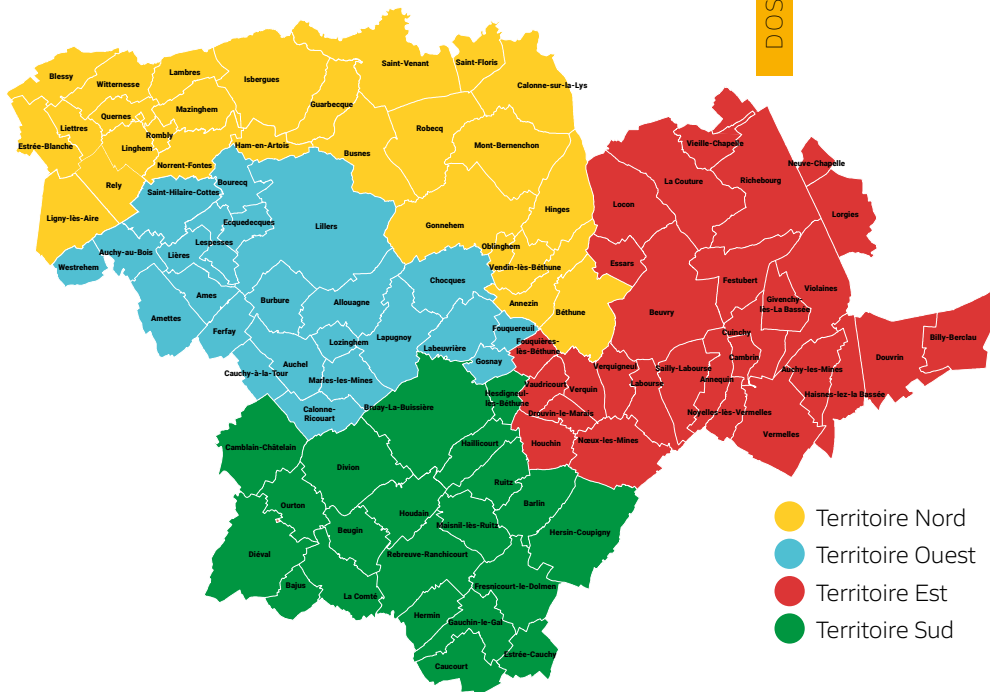 DOS
Saint-Venant
Saint-Floris
Blessy
Witternesse
Lambres
Isbergues
Calonne-sur-la-Lys
Guarbecque
Mazinghem
Quernes
Liettres
Rombly
Robecq
Estrée-Blanche
Linghem
Ham-en-Artois
Busnes
Mont-Bernenchon
Norrent-Fontes
Rely
Ligny-lès-Aire
Hinges
Gonnehem
Oblinghem
Vendin-lès-Béthune
Annezin
Béthune
Bourecq
Saint-Hilaire-Cottes
Ecquedecques
Lillers
Lespesses
Auchy-au-Bois
Lières
Westrehem
Chocques
Ames
Burbure
Allouagne
Amettes
Ferfay
Lozinghem
Lapugnoy
Labeuvrière
Fouquereuil
Gosnay
Auchel
Cauchy-à-la-Tour
Marles-les-Mines
Calonne-
Ricouart
Vieille-Chapelle
Neuve-Chapelle
La Couture
Richebourg
Locon
Lorgies
Essars
Festubert
Violaines
Givenchy-
lès-La Bassée
Beuvry
Cuinchy
Billy-Berclau
Douvrin
Fouquières-
lès-Béthune
Cambrin
Verquigneul
Sailly-Labourse
Auchy-les-Mines
Annequin
Vaudricourt
Verquin
Labourse
Haisnes-lez-la Bassée
Drouvin-le-Marais
Noyelles-lès-Vermelles
Vermelles
Houchin
Nœux-les-Mines
Hesdigneul-
lès-Béthune
Bruay-La-Buissière
Camblain-Châtelain
Haillicourt
Divion
Ruitz
Barlin
Ourton
Houdain
Maisnil-lès-Ruitz
Hersin-Coupigny
Beugin
Diéval
Rebreuve-Ranchicourt
Bajus
La Comté
Fresnicourt-le-Dolmen
Hermin
Gauchin-le-Gal
Estrée-Cauchy
Caucourt
Territoire Nord
Territoire Ouest
Territoire Est
Territoire Sud